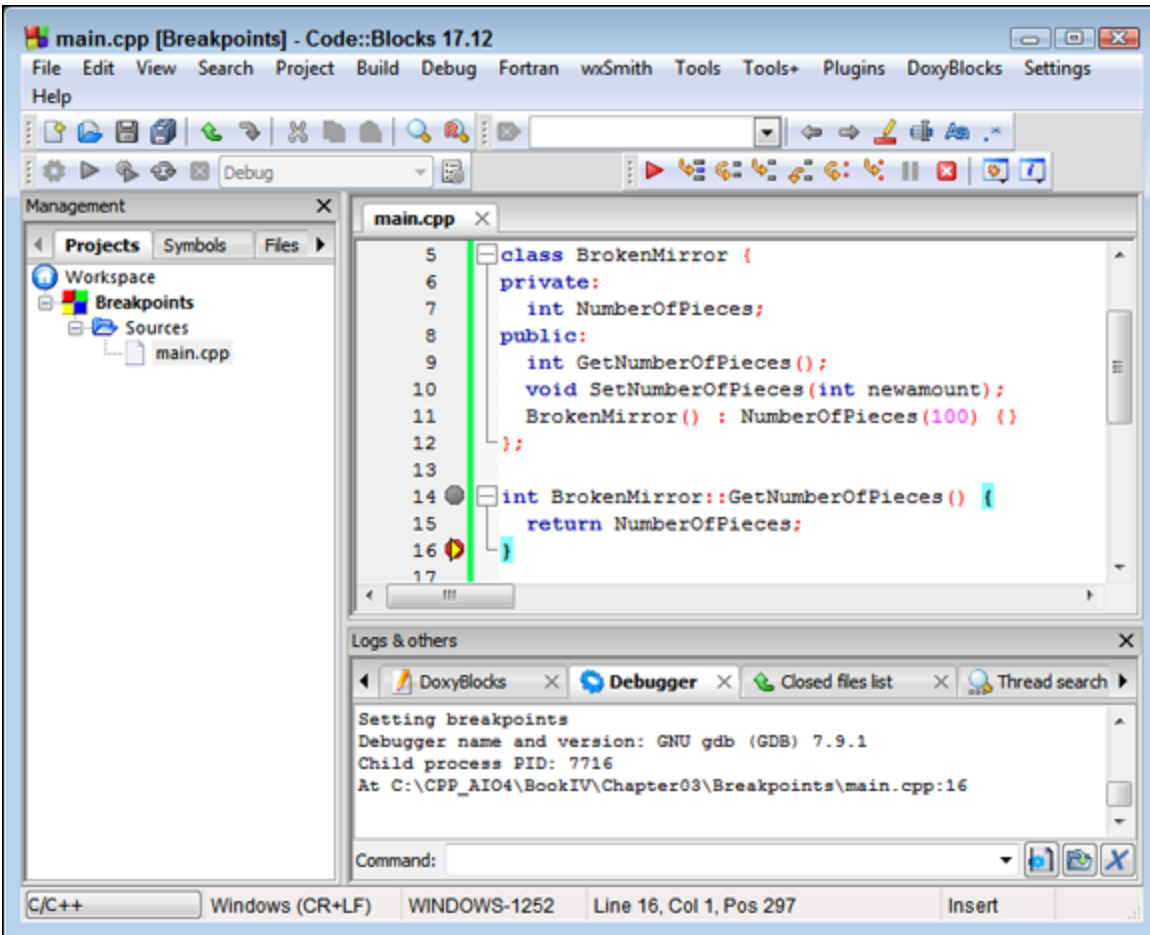 main.cpp [Breakpoints] - Code::Blocks 17.12
File Edit View Search Project Build Debug Fortran wxSmith Tools Tools+ Plugins DoxyBlocks Settings
Help
Debug
Management
Projects Symbols Files
Workspace
Breakpoints
Sources
main.cpp
main.cpp
5 class BrokenMirror {
6 private:
7 int NumberOfPieces;
8 public:
9 int GetNumberOfPieces();
10 void SetNumberOfPieces(int newamount);
11 BrokenMirror() : NumberOfPieces(100) {}
12 };
13
14 int BrokenMirror::GetNumberOfPieces() {
15 return NumberOfPieces;
16 }
17
Logs & others
DoxyBlocks Debugger Closed files list Thread search
Setting breakpoints
Debugger name and version: GNU gdb (GDB) 7.9.1
Child process PID: 7716
At C:\CPP_AIO4\BookIV\Chapter03\Breakpoints\main.cpp:16
Command:
C/C++ Windows (CR+LF) WINDOWS-1252 Line 16, Col 1, Pos 297 Insert